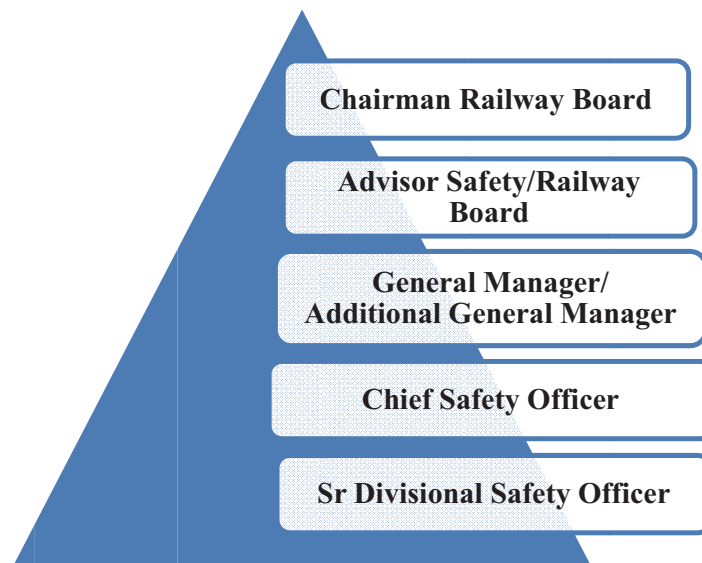 Chairman Railway Board
Advisor Safety/Railway
Board
General Manager/
Additional General Manager
Chief Safety Officer
Sr Divisional Safety Officer